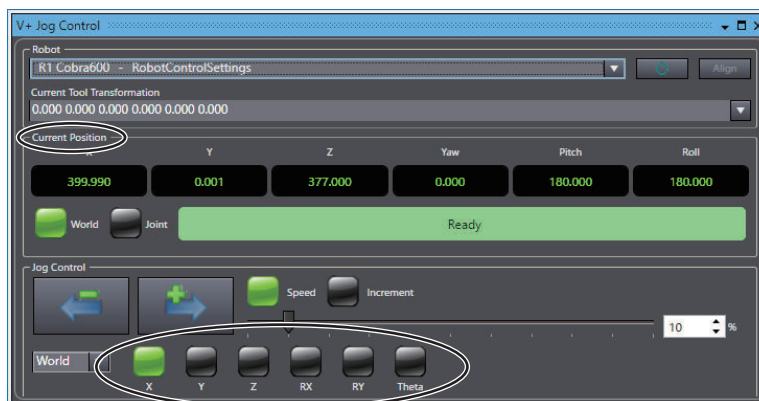 V+ Jog Control
Robot
R1 Cobra600 - RobotControlSettings
Align
Current Tool Transformation
0.000 0.000 0.000 0.000 0.000 0.000
Current Position
X Y Z Yaw Pitch Roll
399.990 0.001 377.000 0.000 180.000 180.000
World Joint Ready
Jog Control
Speed Increment
10 %
World
X Y Z RX RY Theta